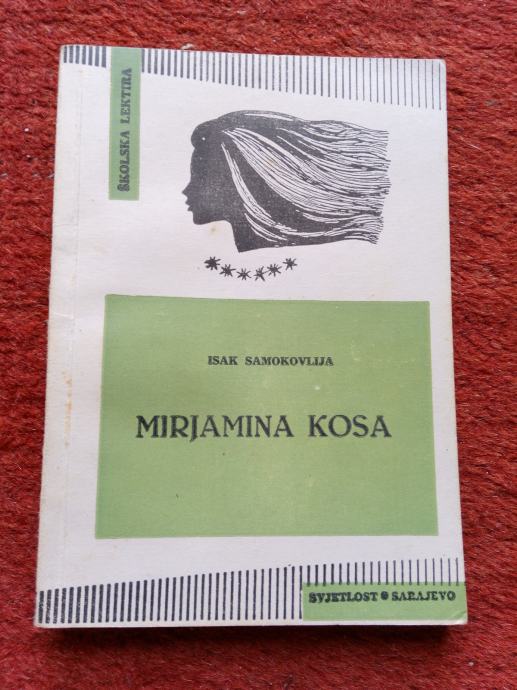 ŠKOLSKA LEKTIRA
ISAK SAMOKOVLIJA
MIRJAMINA KOSA
SVJETLOST SARAJEVO